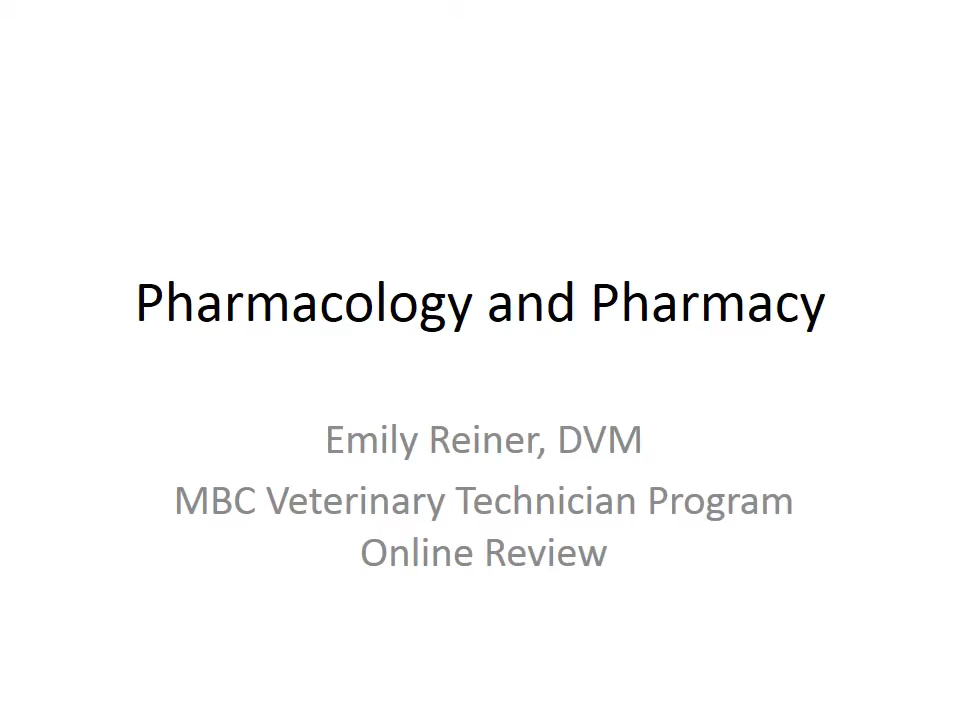 Pharmacology and Pharmacy
Emily Reiner, DVM
MBC Veterinary Technician Program
Online Review